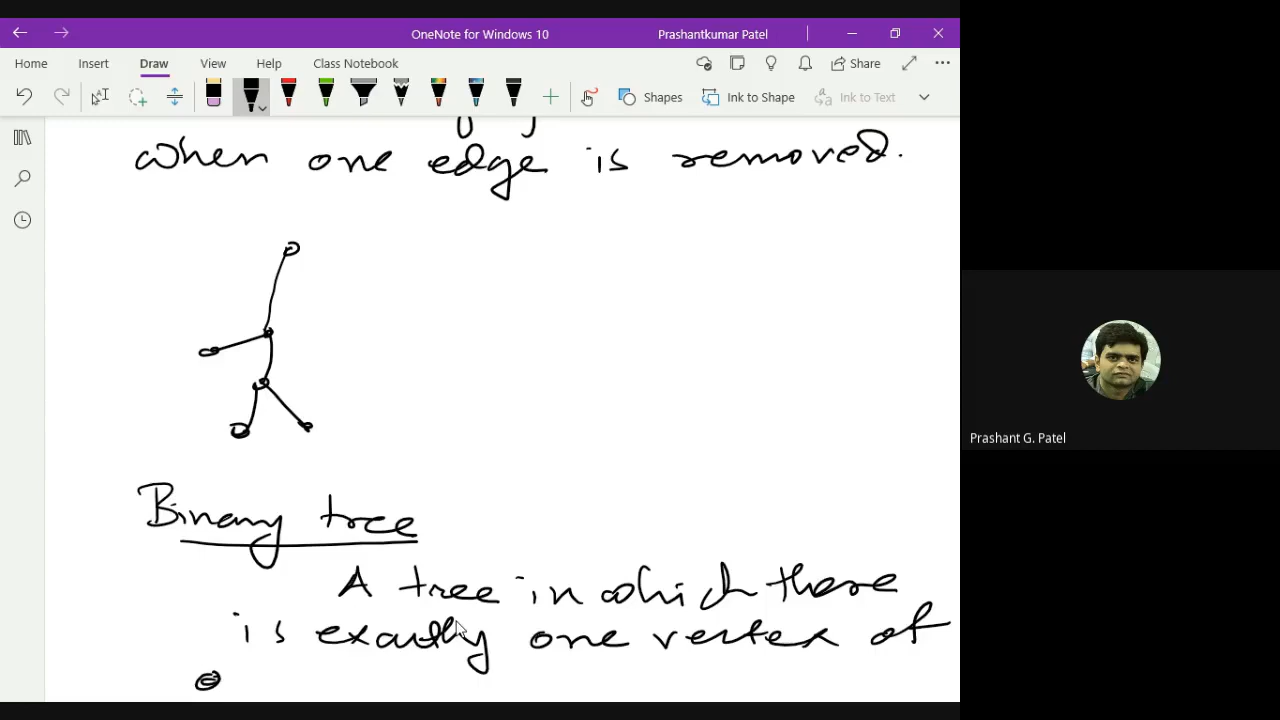 OneNote for Windows 10
Prashantkumar Patel
Home Insert Draw View Help Class Notebook Share
Shapes Ink to Shape Ink to Text
when one edge is removed.
Prashant G. Patel
Binary tree
A tree in which there
is exactly one vertex of